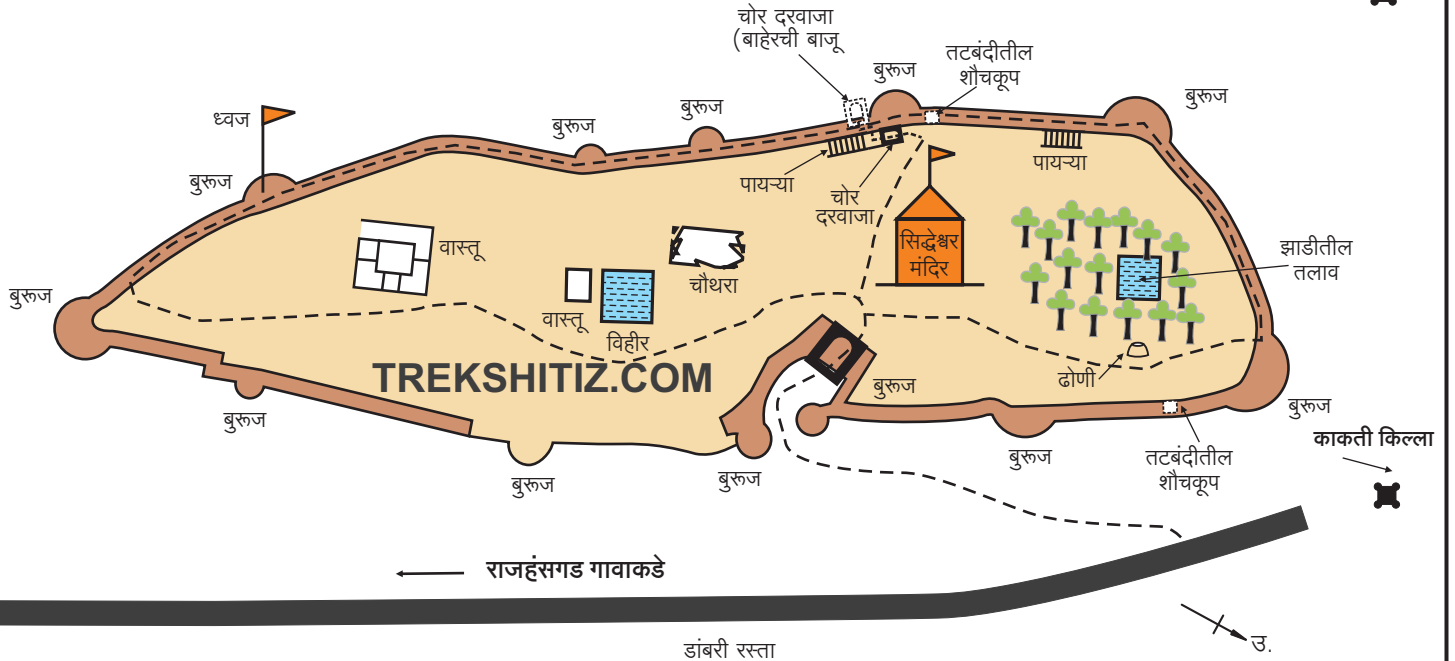 चोर दरवाजा
(बाहेरची बाजू
बुरूज
तटबंदीतील
शौचकूप
बुरूज
ध्वज
बुरूज
बुरूज
बुरूज
पायऱ्या
चोर
दरवाजा
पायऱ्या
वास्तू
वास्तू
विहीर
चौथरा
सिद्धेश्वर
मंदिर
झाडीतील
तलाव
बुरूज
TREKSHITIZ.COM
ढोणी
बुरूज
बुरूज
बुरूज
बुरूज
बुरूज
बुरूज
तटबंदीतील
शौचकूप
काकती किल्ला
राजहंसगड गावाकडे
डांबरी रस्ता
उ.